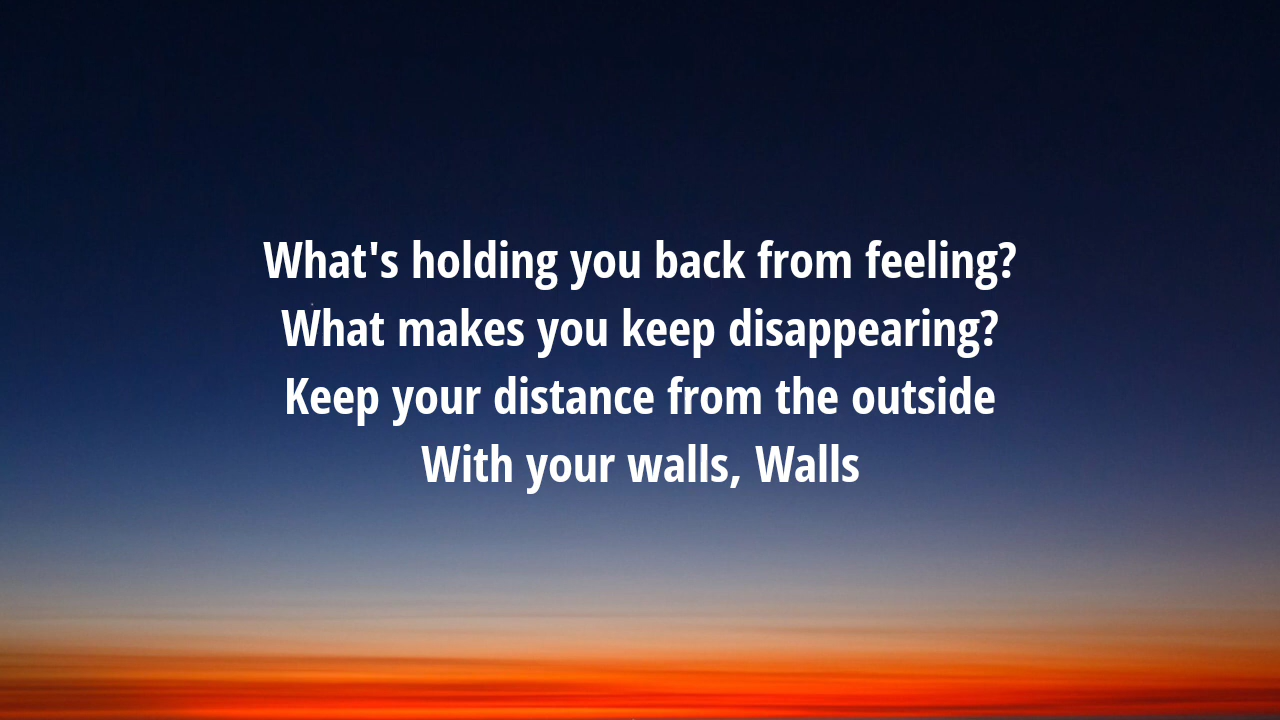 What's holding you back from feeling?
What makes you keep disappearing?
Keep your distance from the outside
With your walls, Walls